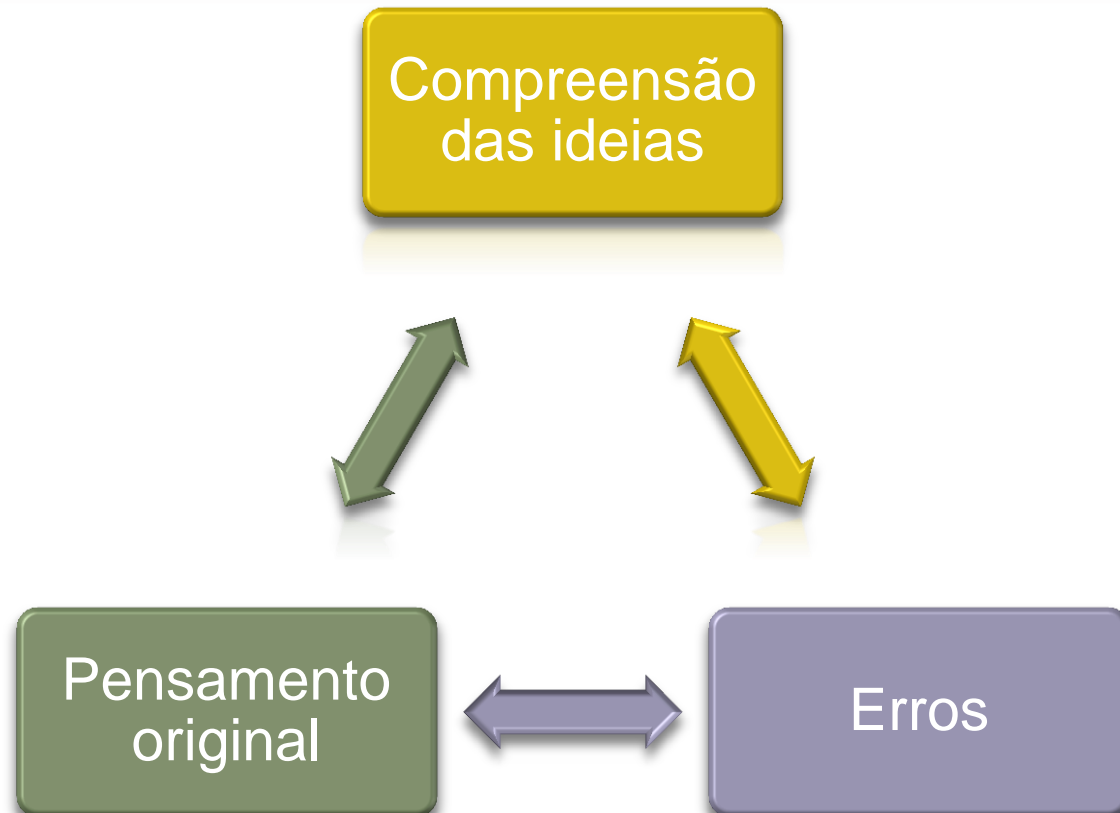 Compreensão
das ideias
Pensamento
original
Erros